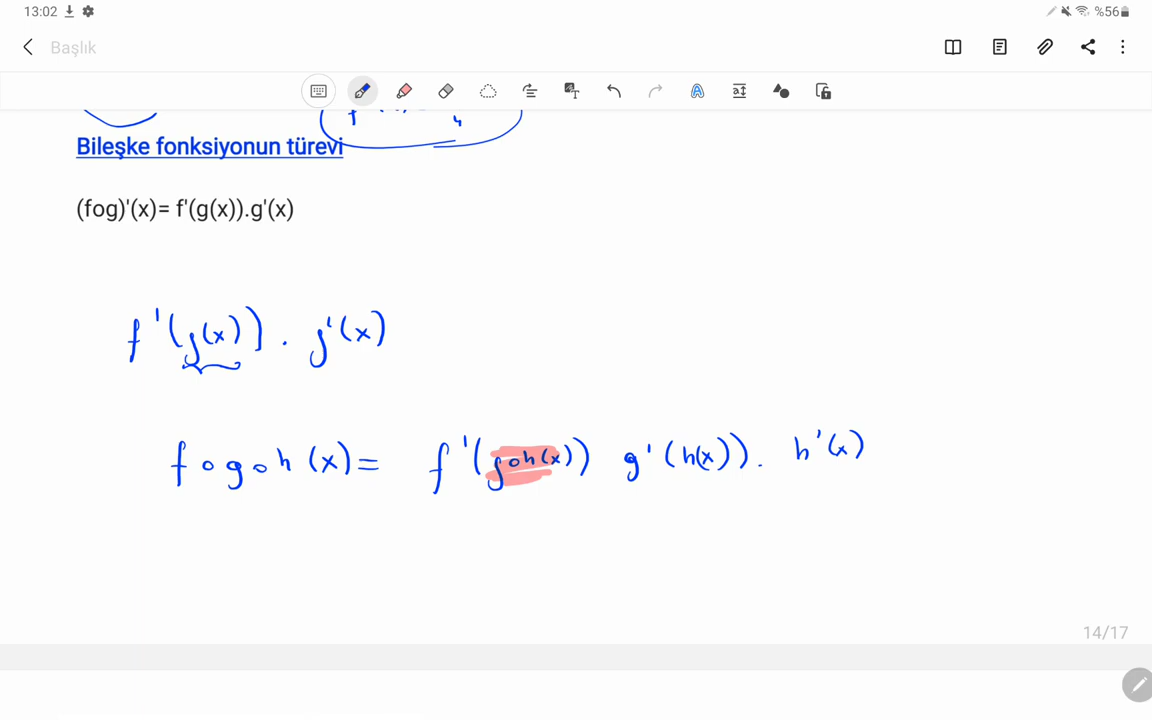 13:02 %56
Başlık
Bileşke fonksiyonun türevi
(fog)'(x)= f'(g(x)).g'(x)
f'(g(x)) . g'(x)
fogoh (x) = f'(goh(x)) g'(h(x)). h'(x)
14/17